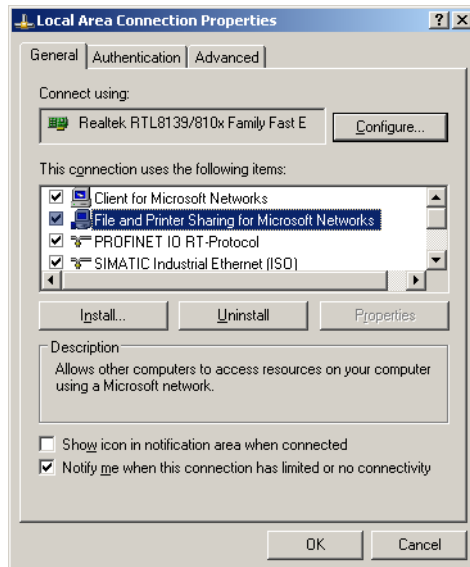 Local Area Connection Properties
General Authentication Advanced
Connect using:
Realtek RTL8139/810x Family Fast E Configure...
This connection uses the following items:
Client for Microsoft Networks
File and Printer Sharing for Microsoft Networks
PROFINET IO RT-Protocol
SIMATIC Industrial Ethernet (ISO)
Install... Uninstall Properties
Description
Allows other computers to access resources on your computer
using a Microsoft network.
Show icon in notification area when connected
Notify me when this connection has limited or no connectivity
OK Cancel